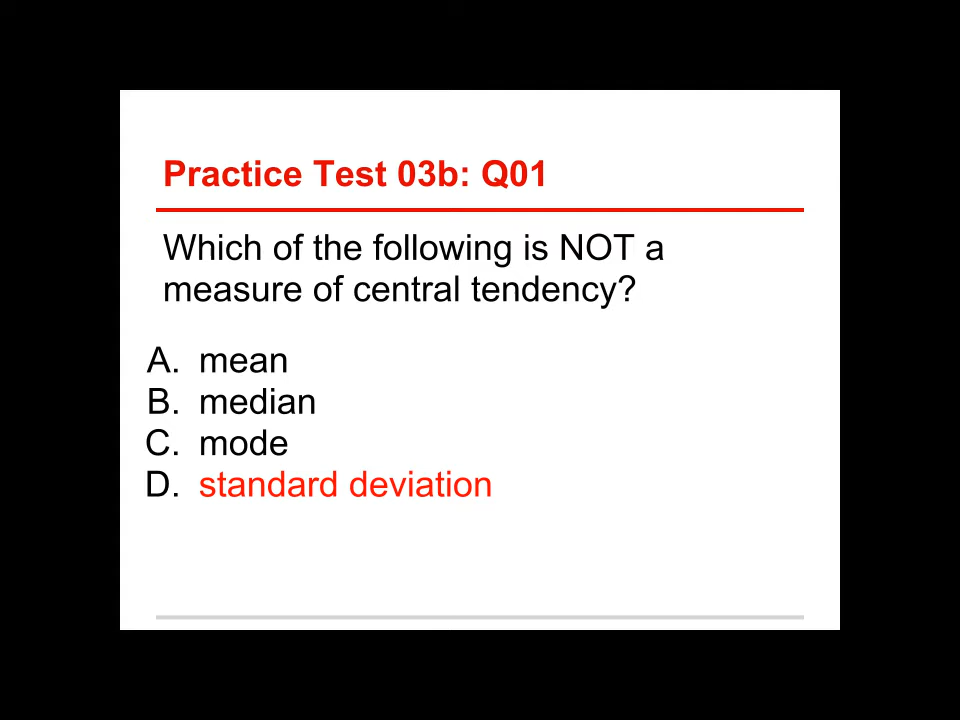 Practice Test 03b: Q01
Which of the following is NOT a
measure of central tendency?
A. mean
B. median
C. mode
D. standard deviation